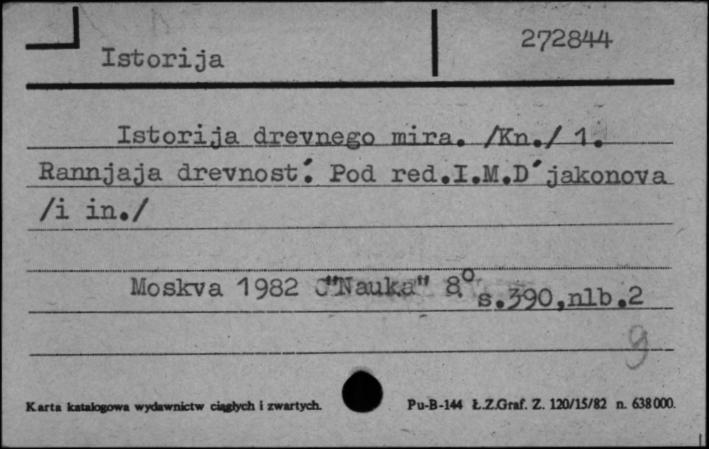 Istorija
272844
Istorija drevnego mira. /Kn./ 1.
Rannjaja drevnost'. Pod red.I.M.D'jakonova
/i in./
Moskva 1982 "Nauka" 8° s.390,nlb.2
9
Karta katalogowa wydawnictw ciągłych i zwartych.
Pu-B-144 Ł.Z.Graf. Z. 120/15/82 n. 638000.